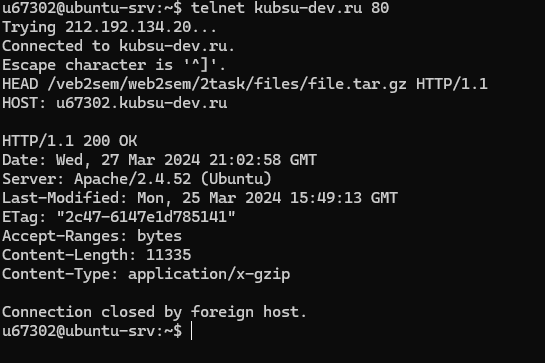 u67302@ubuntu-srv:~$ telnet kubsu-dev.ru 80
Trying 212.192.134.20...
Connected to kubsu-dev.ru.
Escape character is '^]'.
HEAD /veb2sem/web2sem/2task/files/file.tar.gz HTTP/1.1
HOST: u67302.kubsu-dev.ru

HTTP/1.1 200 OK
Date: Wed, 27 Mar 2024 21:02:58 GMT
Server: Apache/2.4.52 (Ubuntu)
Last-Modified: Mon, 25 Mar 2024 15:49:13 GMT
ETag: "2c47-6147e1d785141"
Accept-Ranges: bytes
Content-Length: 11335
Content-Type: application/x-gzip

Connection closed by foreign host.
u67302@ubuntu-srv:~$